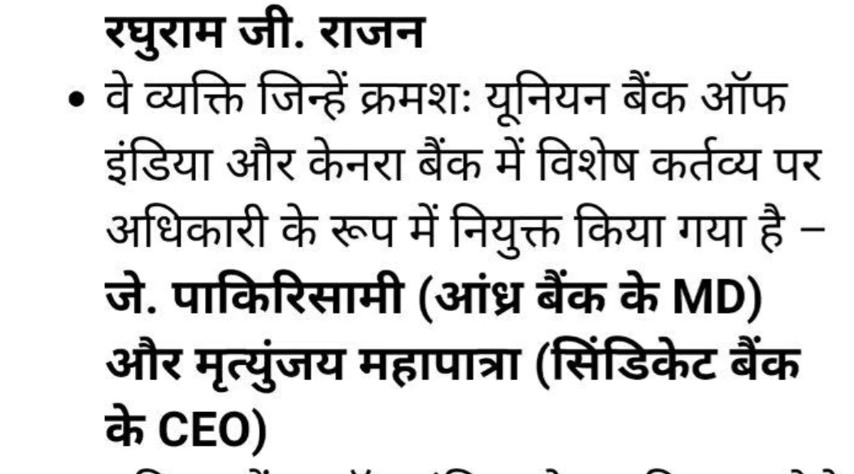 रघुराम जी. राजन
• वे व्यक्ति जिन्हें क्रमशः यूनियन बैंक ऑफ
इंडिया और केनरा बैंक में विशेष कर्तव्य पर
अधिकारी के रूप में नियुक्त किया गया है –
जे. पाकिरिसामी (आंध्र बैंक के MD)
और मृत्युंजय महापात्रा (सिंडिकेट बैंक
के CEO)